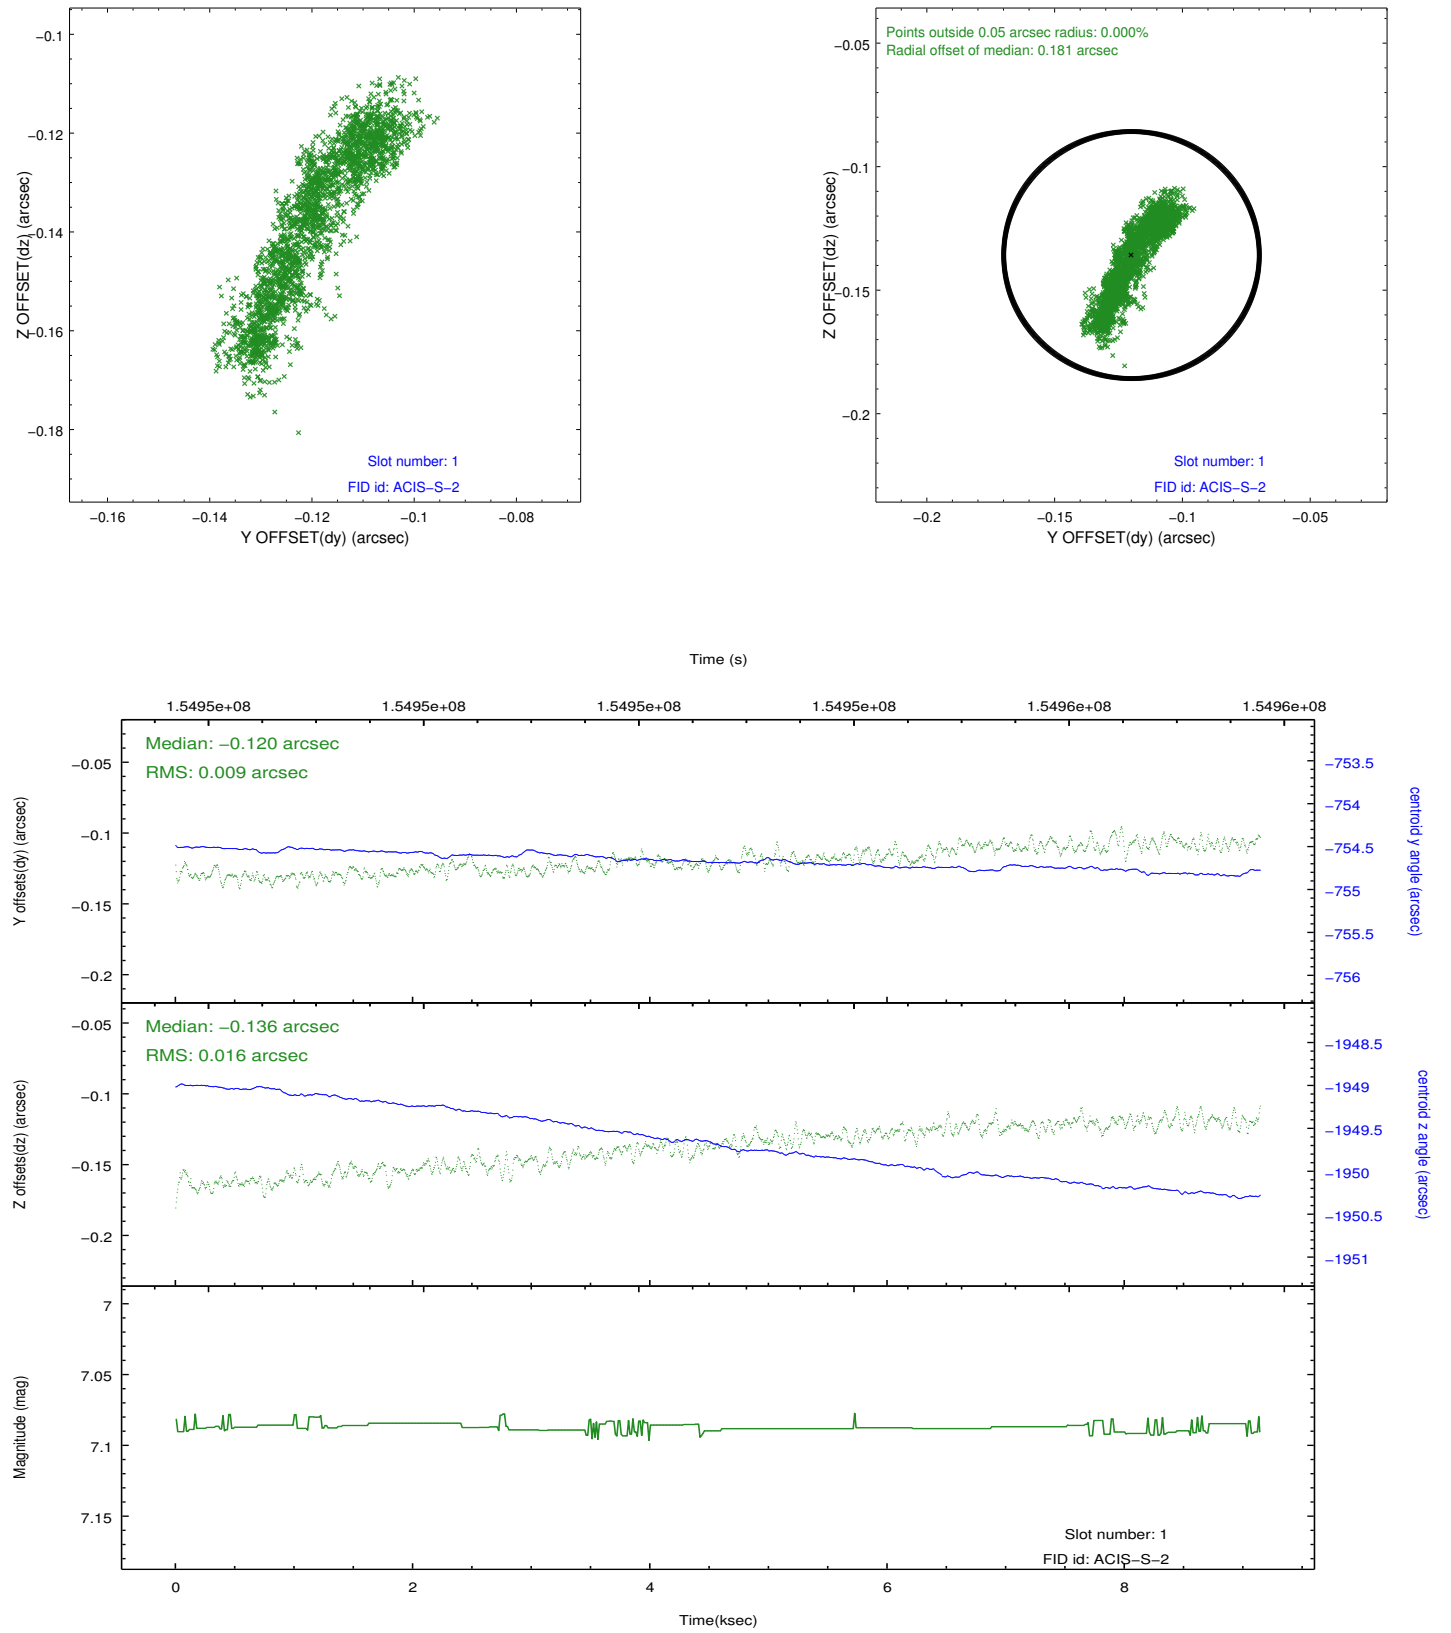 −0.1
−0.12
−0.14
−0.16
−0.18
Z OFFSET(dz) (arcsec)
Slot number: 1
FID id: ACIS−S−2
−0.16
−0.14
−0.12
−0.1
−0.08
Y OFFSET(dy) (arcsec)
Points outside 0.05 arcsec radius: 0.000%
Radial offset of median: 0.181 arcsec
−0.05
−0.1
−0.15
−0.2
Z OFFSET(dz) (arcsec)
Slot number: 1
FID id: ACIS−S−2
−0.2
−0.15
−0.1
−0.05
Y OFFSET(dy) (arcsec)
Time (s)
1.5495e+08
1.5495e+08
1.5495e+08
1.5495e+08
1.5496e+08
1.5496e+08
Median: −0.120 arcsec
RMS: 0.009 arcsec
−0.05
−0.1
−0.15
−0.2
Y offsets(dy) (arcsec)
−753.5
−754
−754.5
−755
−755.5
−756
centroid y angle (arcsec)
Median: −0.136 arcsec
RMS: 0.016 arcsec
−0.05
−0.1
−0.15
−0.2
Z offsets(dz) (arcsec)
−1948.5
−1949
−1949.5
−1950
−1950.5
−1951
centroid z angle (arcsec)
7
7.05
7.1
7.15
Magnitude (mag)
Slot number: 1
FID id: ACIS−S−2
0
2
4
6
8
Time(ksec)